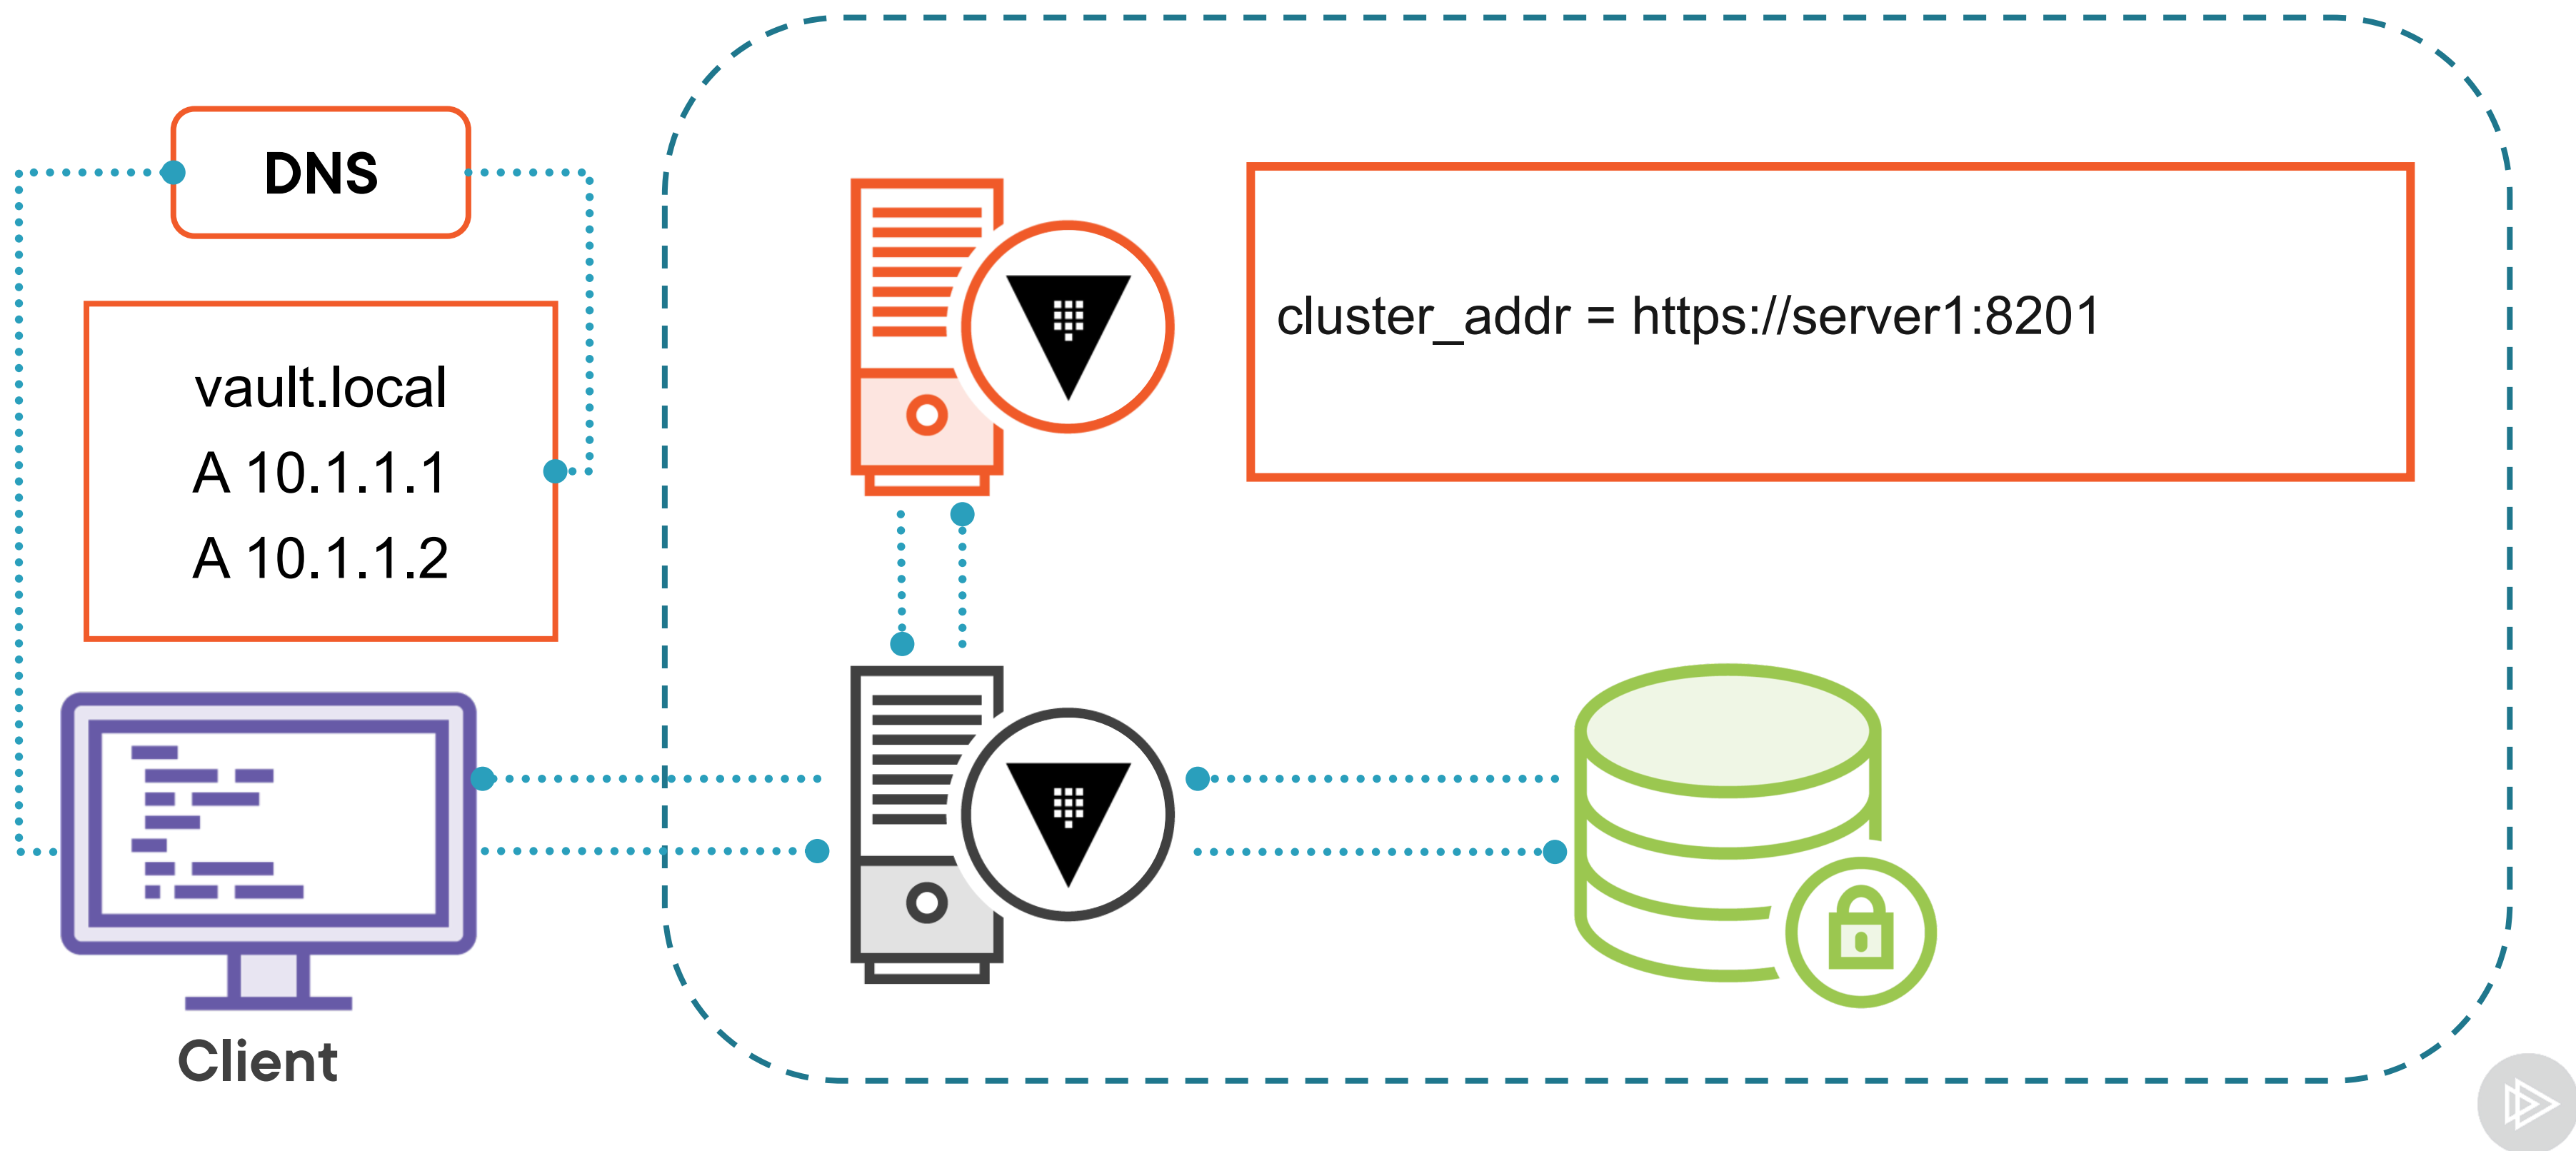 DNS
vault.local
A 10.1.1.1
A 10.1.1.2
cluster_addr = https://server1:8201
Client